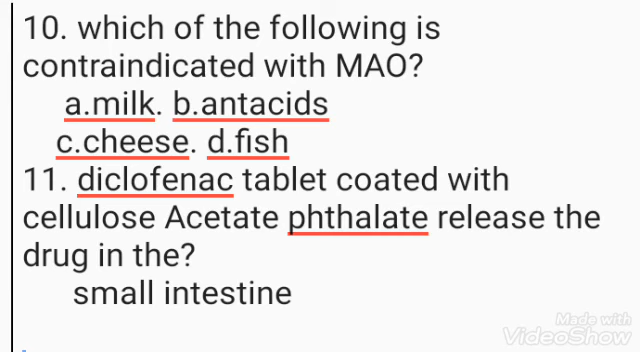 10. which of the following is
contraindicated with MAO?
a.milk. b.antacids
c.cheese. d.fish
11. diclofenac tablet coated with
cellulose Acetate phthalate release the
drug in the?
small intestine
Made with
VideoShow